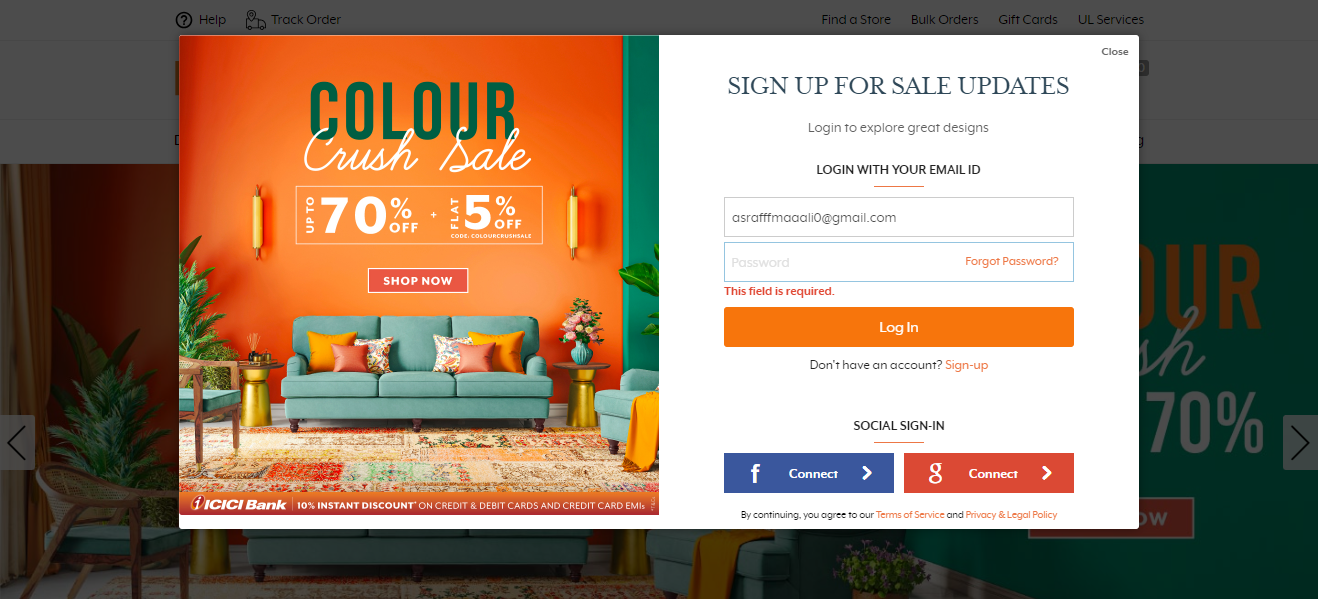 Help
Track Order
Find a Store
Bulk Orders
Gift Cards
UL Services
Close
COLOUR
Crush Sale
UP TO 70% OFF + FLAT 5% OFF
CODE: COLOURCRUSHSALE
SHOP NOW
ICICI Bank | 10% INSTANT DISCOUNT* ON CREDIT & DEBIT CARDS AND CREDIT CARD EMIs
SIGN UP FOR SALE UPDATES
Login to explore great designs
LOGIN WITH YOUR EMAIL ID
asrafffmaaali0@gmail.com
Password
Forgot Password?
This field is required.
Log In
Don't have an account? Sign-up
SOCIAL SIGN-IN
f Connect
g Connect
By continuing, you agree to our Terms of Service and Privacy & Legal Policy
OUR
sh
70%
OW